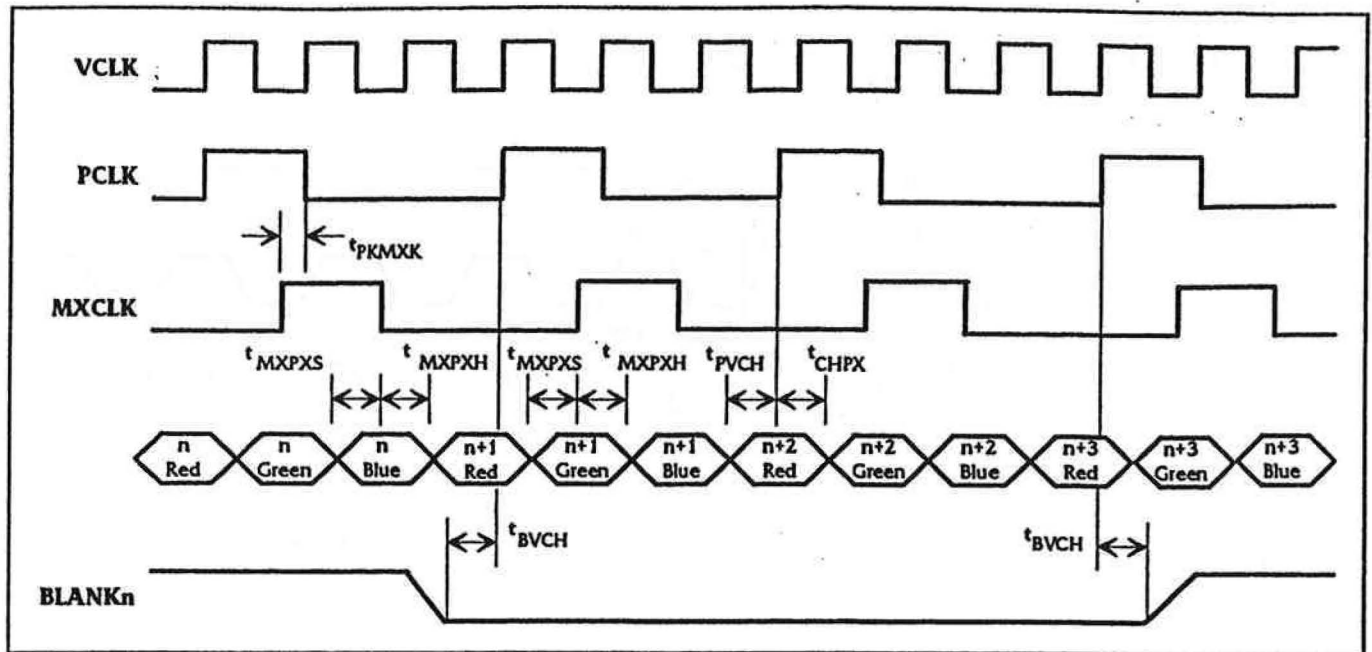 VCLK
PCLK
tPKMXK
MXCLK
tMXPXS tMXPXH tMXPXS tMXPXH tPVCH tCHPX
n n n n+1 n+1 n+1 n+2 n+2 n+2 n+3 n+3 n+3
Red Green Blue Red Green Blue Red Green Blue Red Green Blue
tBVCH tBVCH
BLANKn